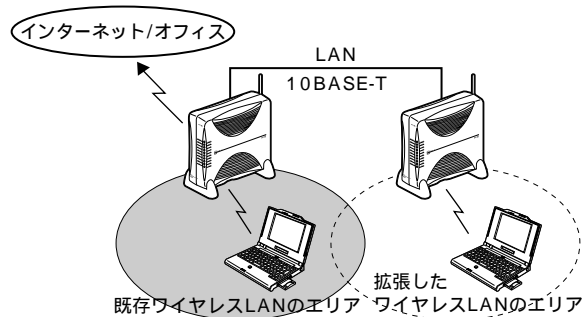 インターネット/オフィス
LAN
10BASE-T
既存ワイヤレスLANのエリア
拡張した
ワイヤレスLANのエリア